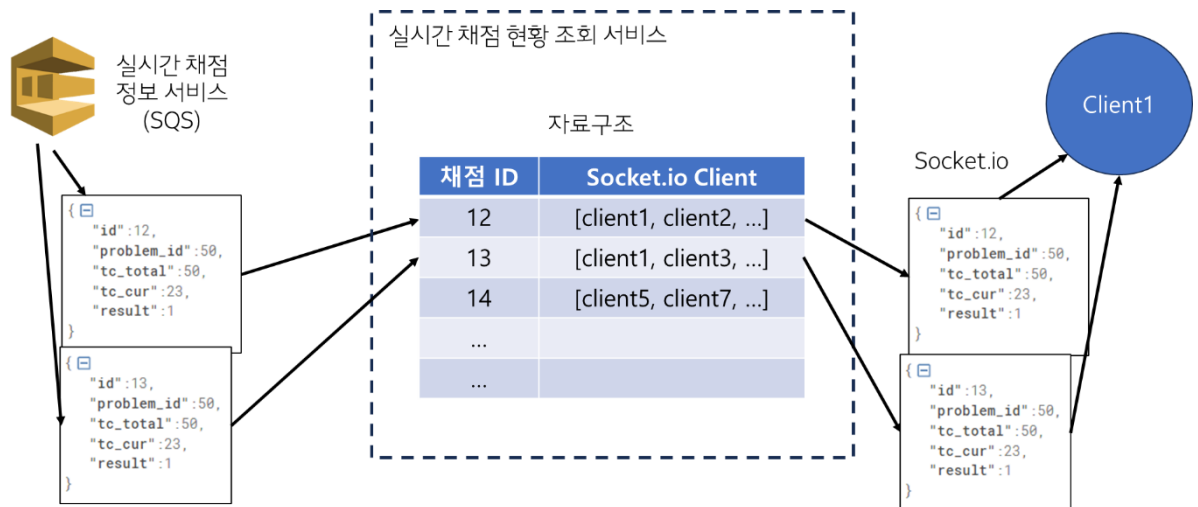 실시간 채점
정보 서비스
(SQS)
{
"id":12,
"problem_id":50,
"tc_total":50,
"tc_cur":23,
"result":1
}
{
"id":13,
"problem_id":50,
"tc_total":50,
"tc_cur":23,
"result":1
}
실시간 채점 현황 조회 서비스
자료구조
채점 ID Socket.io Client
12 [client1, client2, ...]
13 [client1, client3, ...]
14 [client5, client7, ...]
...
...
Socket.io
Client1
{
"id":12,
"problem_id":50,
"tc_total":50,
"tc_cur":23,
"result":1
}
{
"id":13,
"problem_id":50,
"tc_total":50,
"tc_cur":23,
"result":1
}